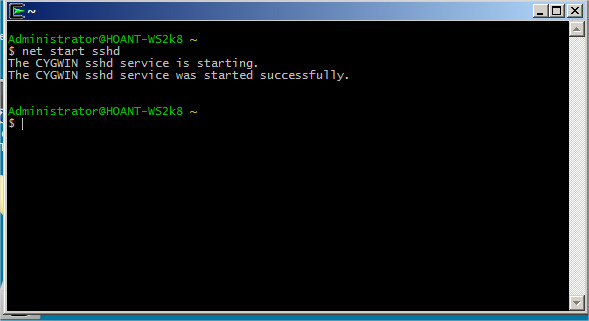 ~
Administrator@HOANT-WS2k8 ~
$ net start sshd
The CYGWIN sshd service is starting.
The CYGWIN sshd service was started successfully.
Administrator@HOANT-WS2k8 ~
$